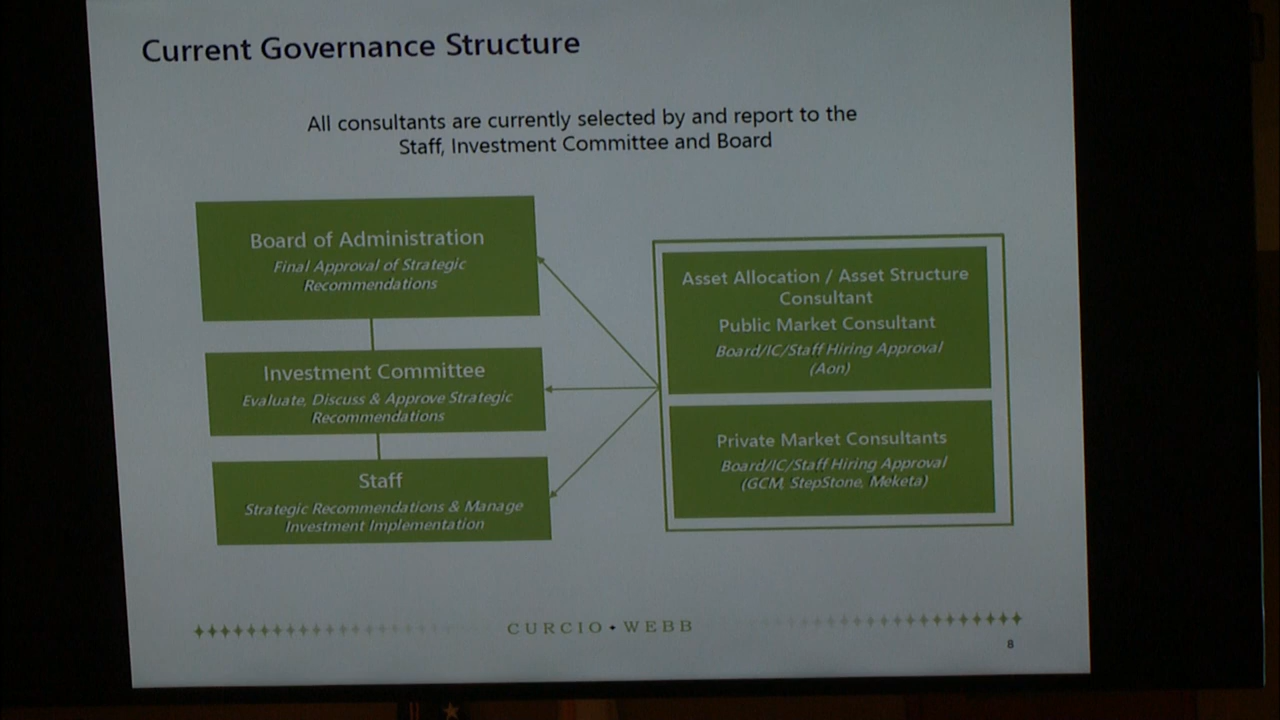 Current Governance Structure
All consultants are currently selected by and report to the
Staff, Investment Committee and Board
Board of Administration
Final Approval of Strategic
Recommendations
Investment Committee
Evaluate, Discuss & Approve Strategic
Recommendations
Staff
Strategic Recommendations & Manage
Investment Implementation
Asset Allocation / Asset Structure
Consultant
Public Market Consultant
Board/IC/Staff Hiring Approval
(Aon)
Private Market Consultants
Board/IC/Staff Hiring Approval
(GCM, StepStone, Meketa)
CURCIO • WEBB
8